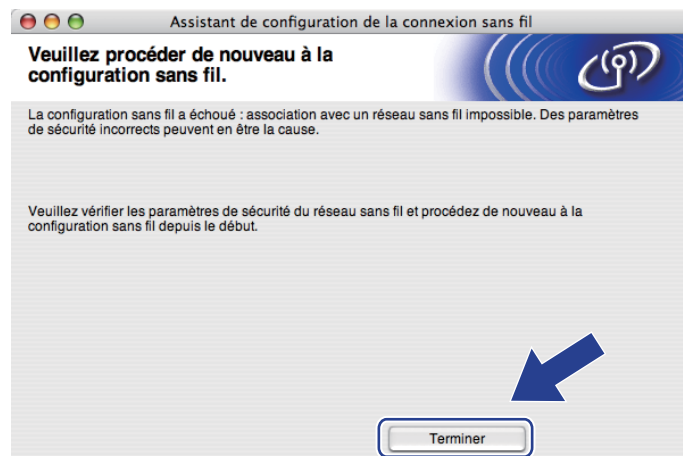 Assistant de configuration de la connexion sans fil
Veuillez procéder de nouveau à la
configuration sans fil.
La configuration sans fil a échoué : association avec un réseau sans fil impossible. Des paramètres
de sécurité incorrects peuvent en être la cause.
Veuillez vérifier les paramètres de sécurité du réseau sans fil et procédez de nouveau à la
configuration sans fil depuis le début.
Terminer